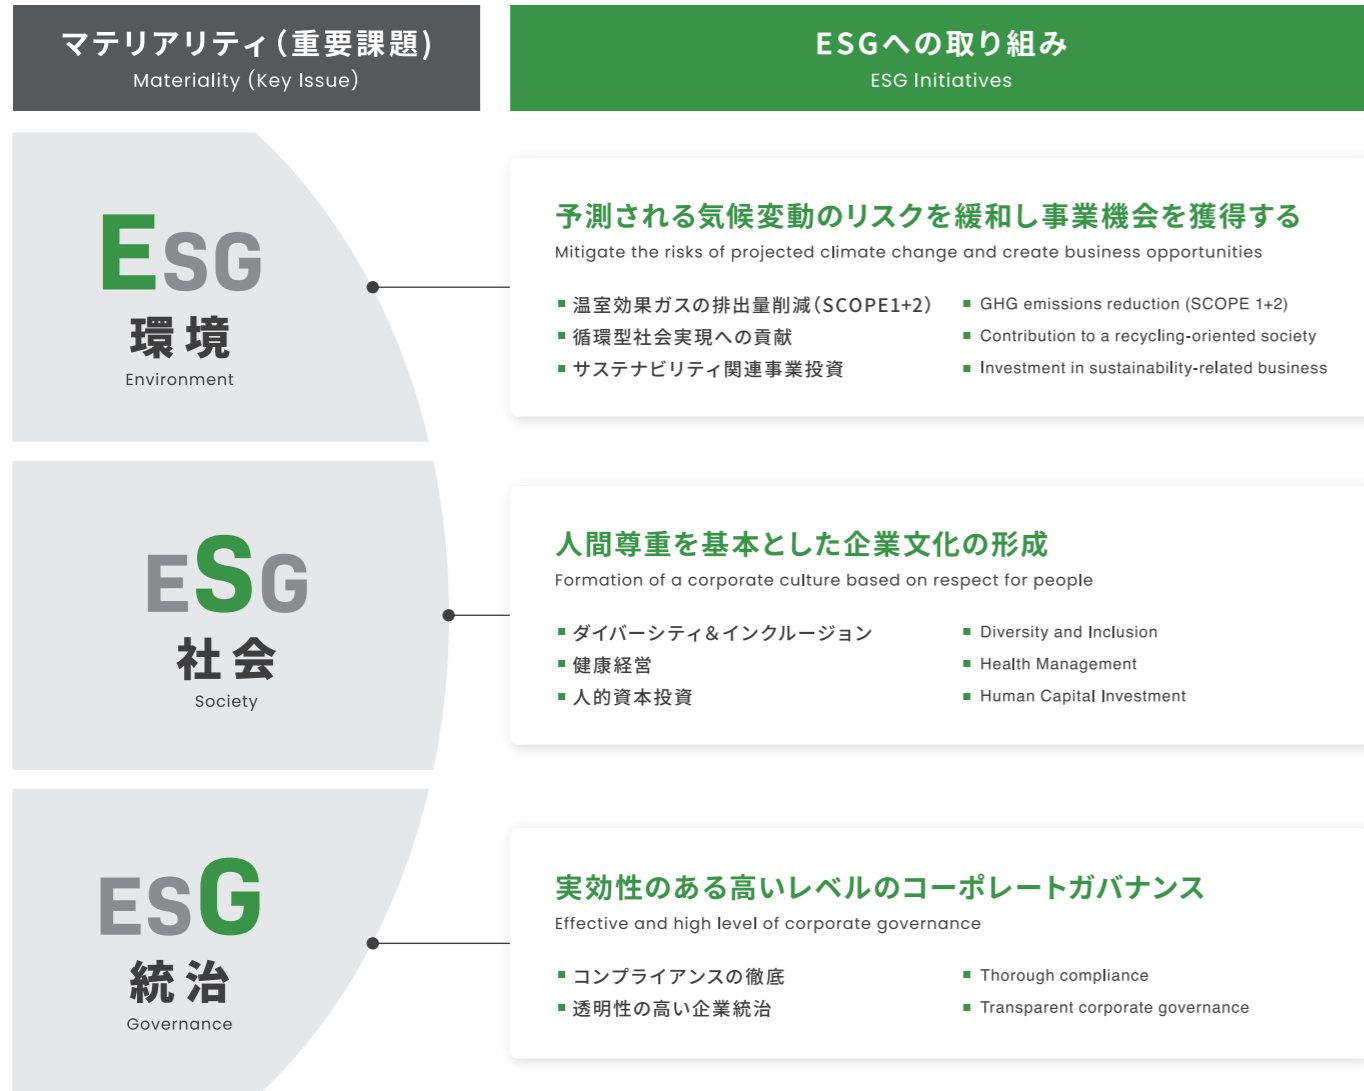 マテリアリティ(重要課題)
Materiality (Key Issue)
ESGへの取り組み
ESG Initiatives
ESG
環境
Environment
予測される気候変動のリスクを緩和し事業機会を獲得する
Mitigate the risks of projected climate change and create business opportunities
■ 温室効果ガスの排出量削減(SCOPE1+2)
■ 循環型社会実現への貢献
■ サステナビリティ関連事業投資
■ GHG emissions reduction (SCOPE 1+2)
■ Contribution to a recycling-oriented society
■ Investment in sustainability-related business
ESG
社会
Society
人間尊重を基本とした企業文化の形成
Formation of a corporate culture based on respect for people
■ ダイバーシティ&インクルージョン
■ 健康経営
■ 人的資本投資
■ Diversity and Inclusion
■ Health Management
■ Human Capital Investment
ESG
統治
Governance
実効性のある高いレベルのコーポレートガバナンス
Effective and high level of corporate governance
■ コンプライアンスの徹底
■ 透明性の高い企業統治
■ Thorough compliance
■ Transparent corporate governance